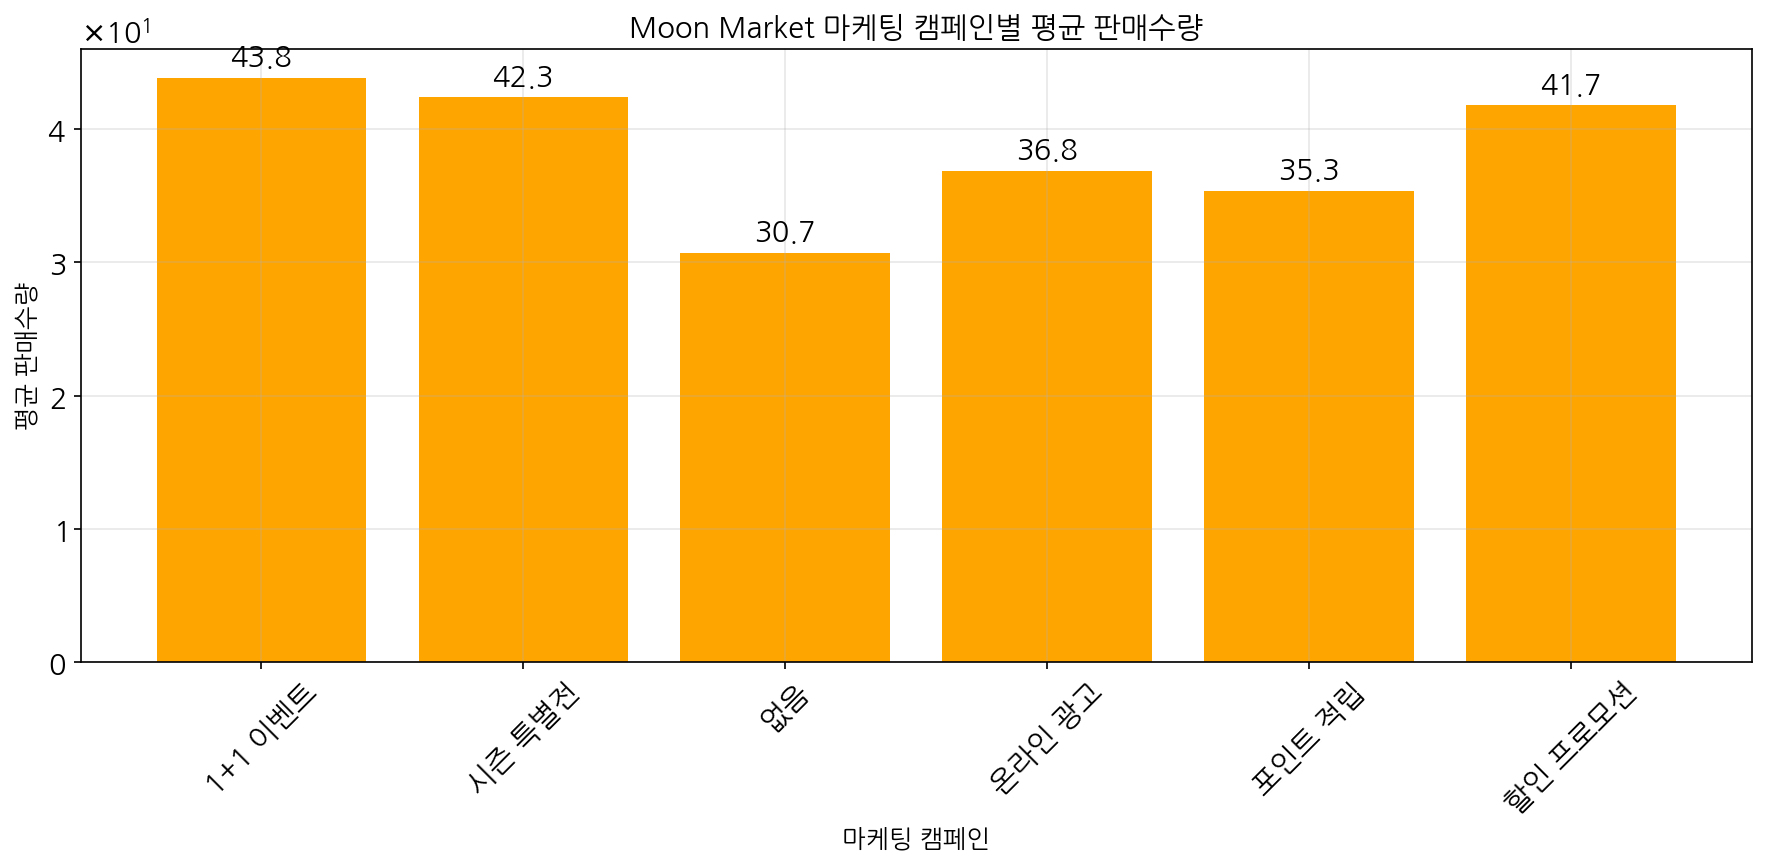 Moon Market 마케팅 캠페인별 평균 판매수량
×10¹
43.8
42.3
30.7
36.8
35.3
41.7
4
3
2
1
0
평균 판매수량
1+1 이벤트
시즌 특별전
없음
온라인 광고
포인트 적립
할인 프로모션
마케팅 캠페인